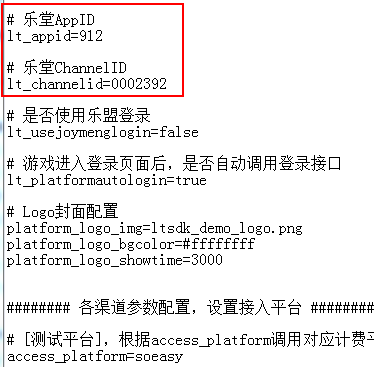 # 乐堂AppID
lt_appid=912
# 乐堂ChannelID
lt_channelid=0002392
# 是否使用乐盟登录
lt_usejoymenglogin=false
# 游戏进入登录页面后，是否自动调用登录接口
lt_platformautologin=true
# Logo封面配置
platform_logo_img=ltsdk_demo_logo.png
platform_logo_bgcolor=#ffffffff
platform_logo_showtime=3000
######## 各渠道参数配置，设置接入平台 ########
# [测试平台]，根据access_platform调用对应计费平
access_platform=soeasy